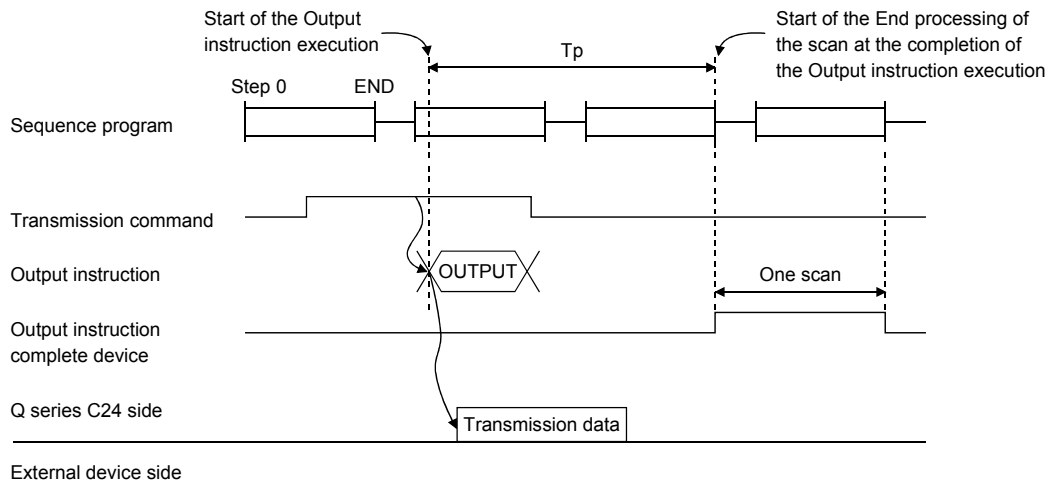 Start of the Output
instruction execution
Start of the End processing of
the scan at the completion of
the Output instruction execution
Tp
Step 0
END
Sequence program
Transmission command
Output instruction
OUTPUT
One scan
Output instruction
complete device
Q series C24 side
Transmission data
External device side